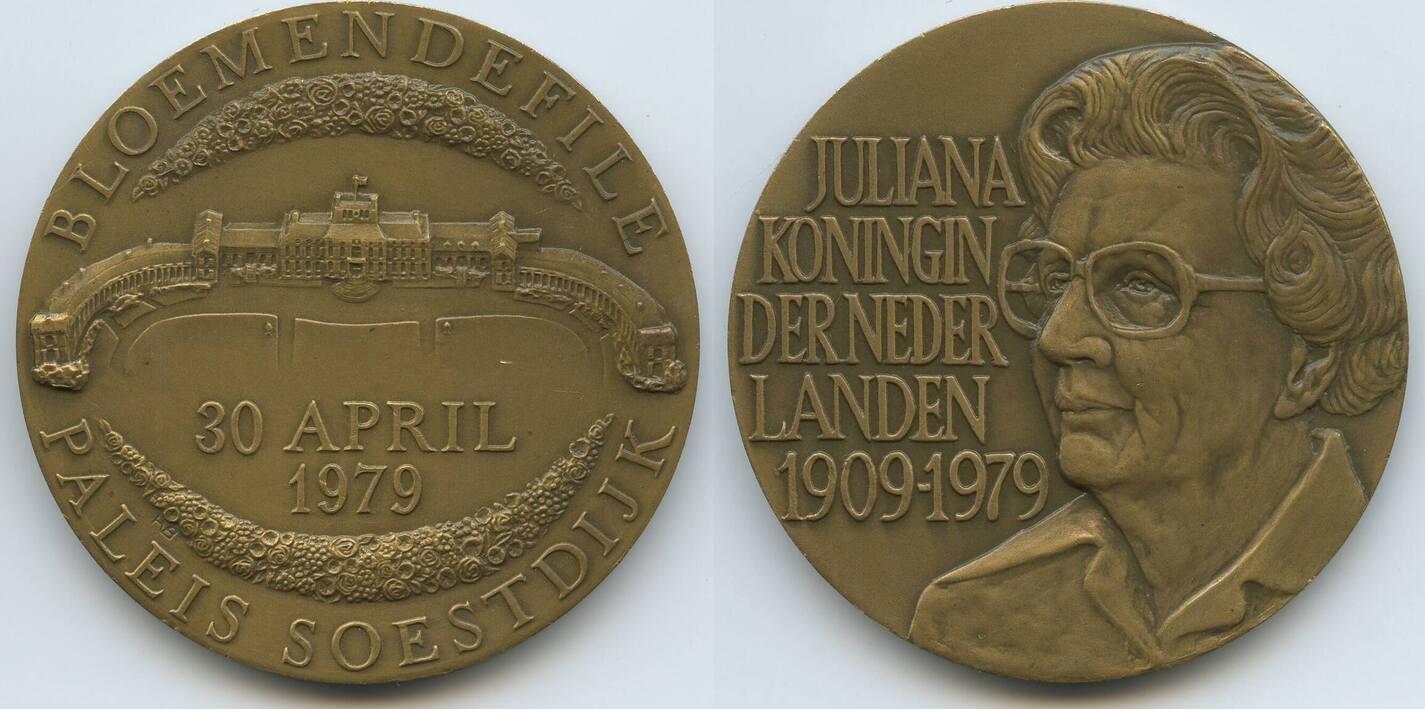 BLOEMENDEFILE
30 APRIL
1979
PALEIS SOESTDIJK
JULIANA
KONINGIN
DER NEDER
LANDEN
1909-1979